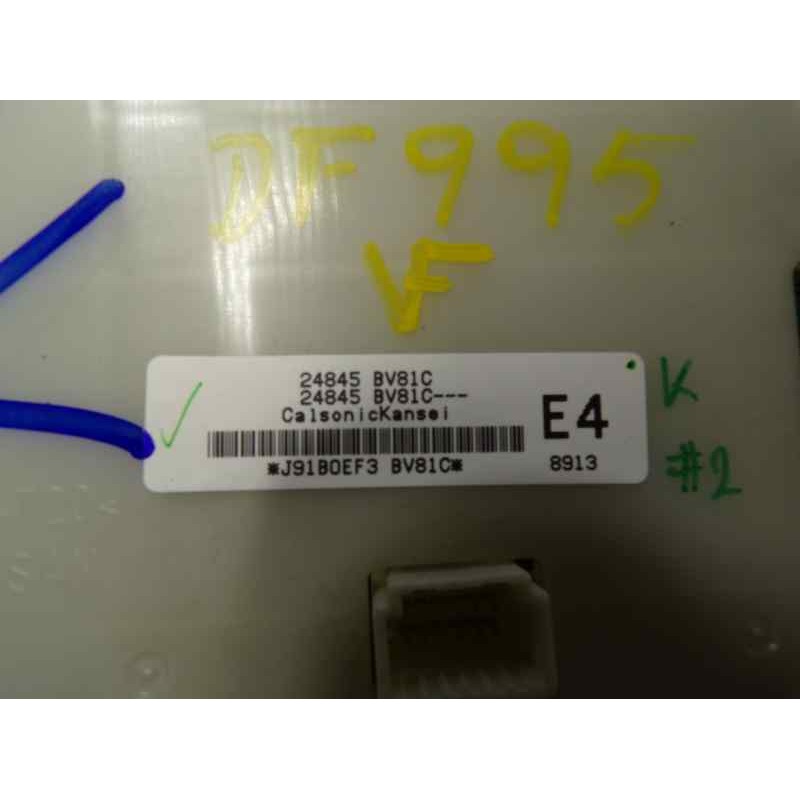 DF995
VF
24845 BV81C
24845 BV81C---
CalsonicKansei
E4
*J91B0EF3 BV81C*
8913
K
#2